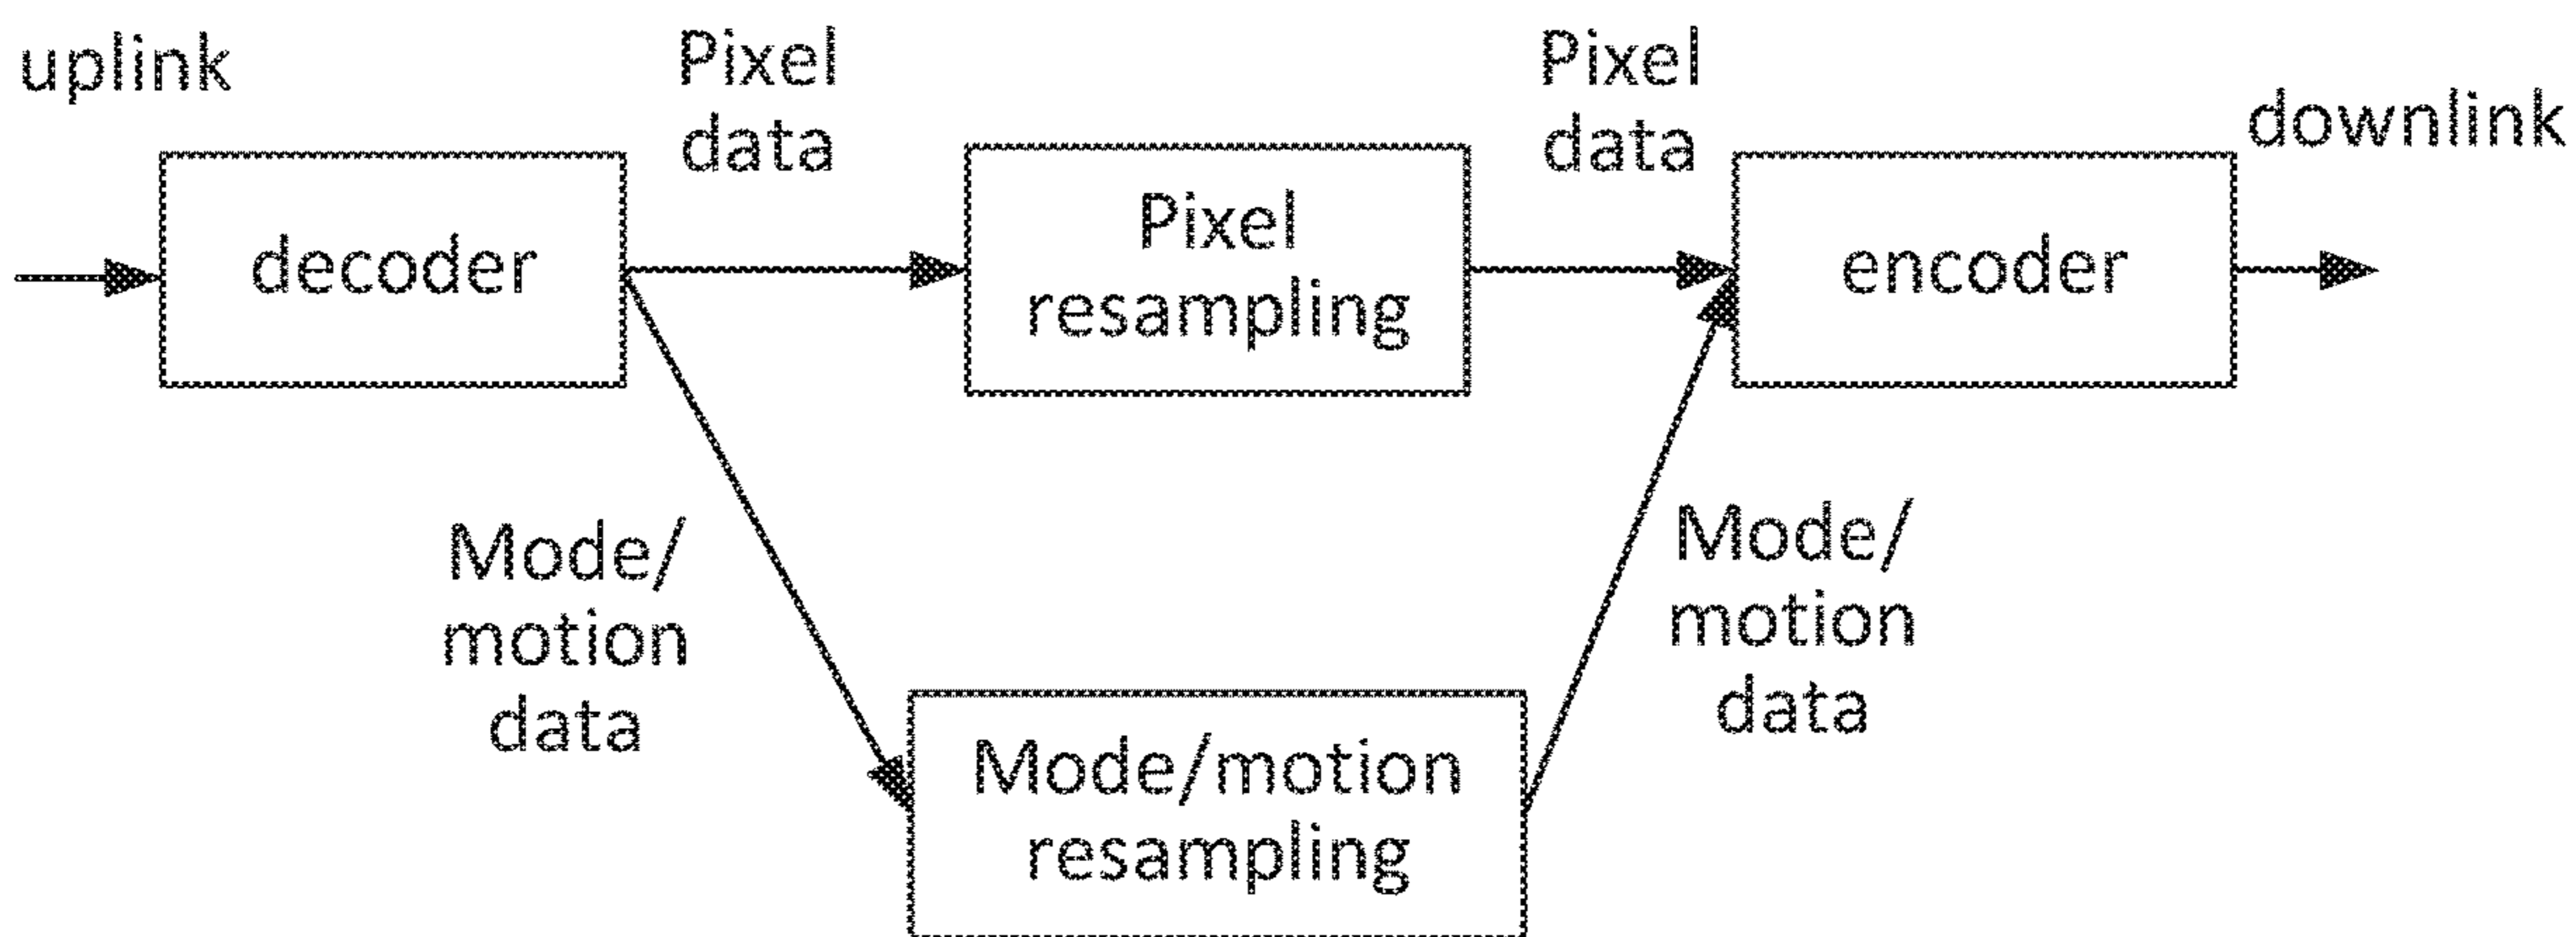 uplink
Pixel
data
Pixel
data
downlink
decoder
Pixel
resampling
encoder
Mode/
motion
data
Mode/
motion
data
Mode/motion
resampling